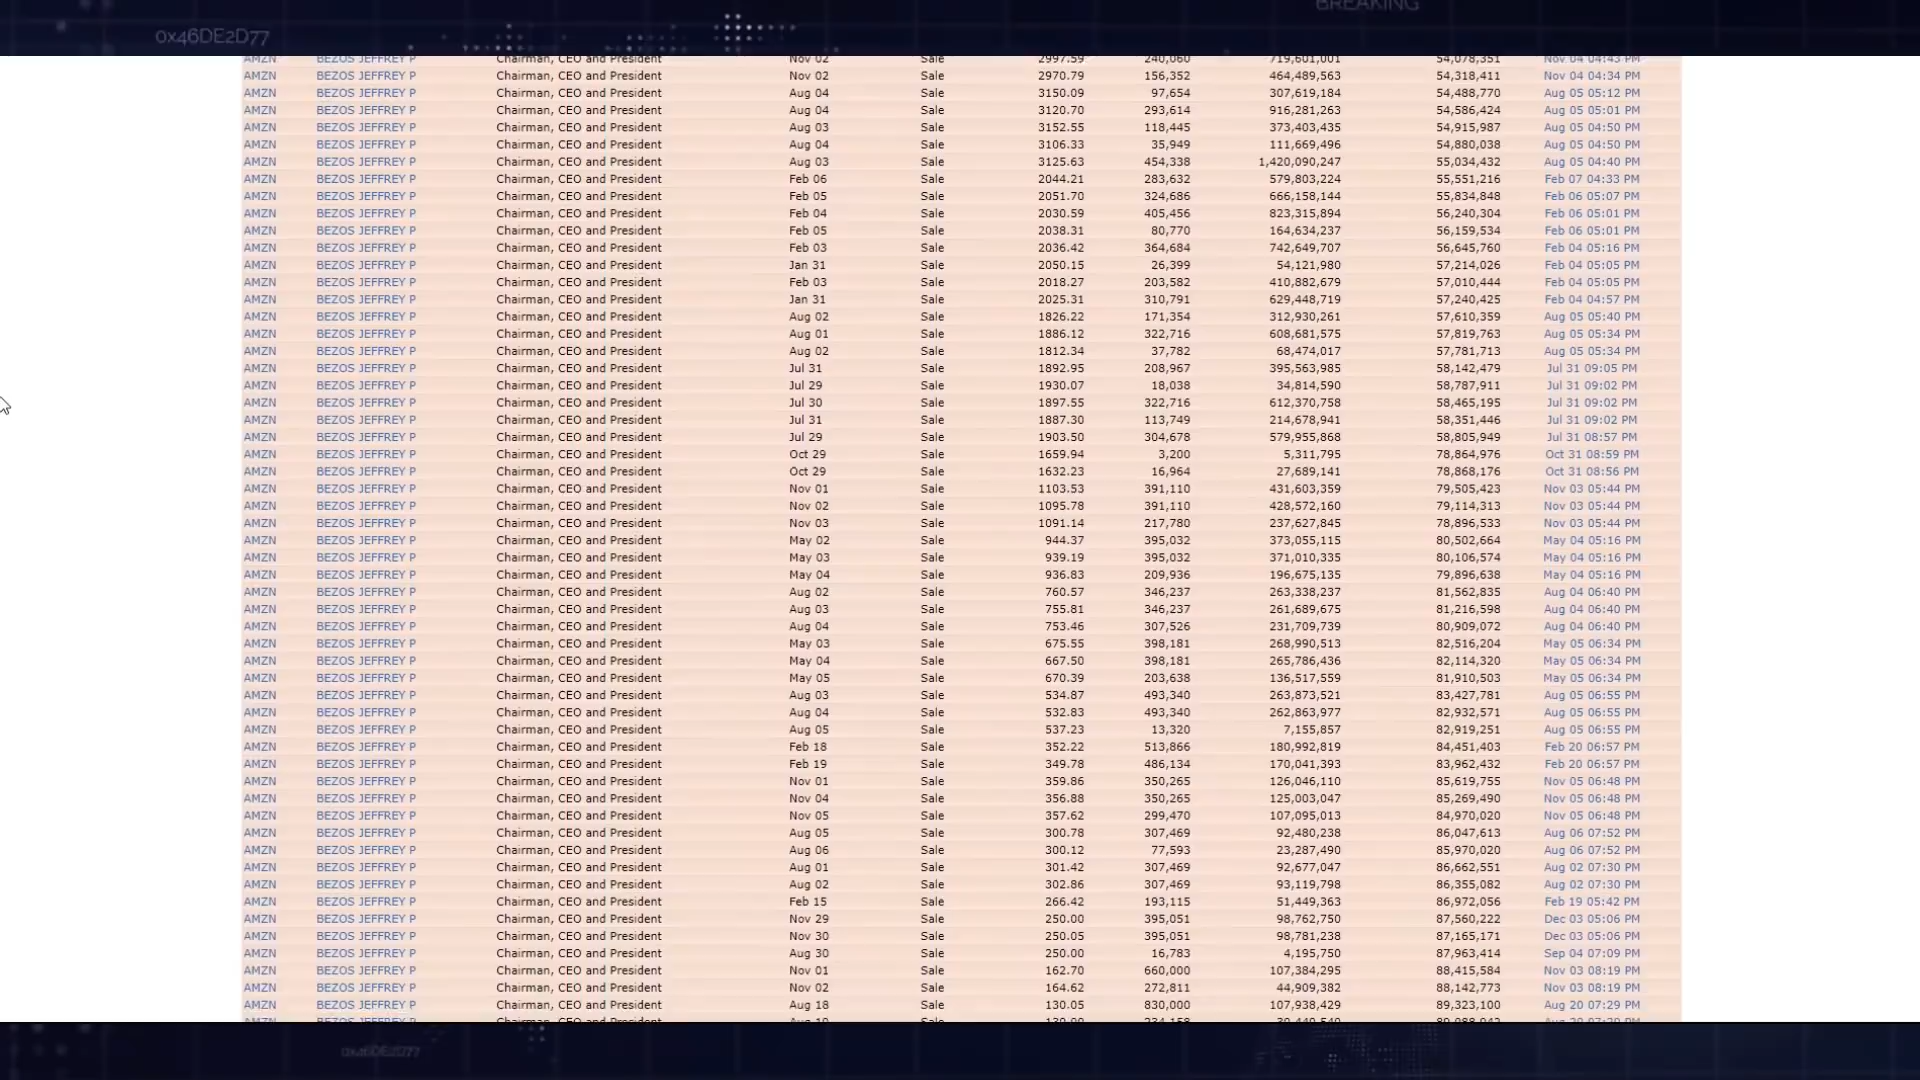 BREAKING
0x46DE2D77
AMZN BEZOS JEFFREY P Chairman, CEO and President Nov 02 Sale 2997.59 240,060 719,601,001 54,078,351 Nov 04 04:43 PM
AMZN BEZOS JEFFREY P Chairman, CEO and President Nov 02 Sale 2970.79 156,352 464,489,563 54,318,411 Nov 04 04:34 PM
AMZN BEZOS JEFFREY P Chairman, CEO and President Aug 04 Sale 3150.09 97,654 307,619,184 54,488,770 Aug 05 05:12 PM
AMZN BEZOS JEFFREY P Chairman, CEO and President Aug 04 Sale 3120.70 293,614 916,281,263 54,586,424 Aug 05 05:01 PM
AMZN BEZOS JEFFREY P Chairman, CEO and President Aug 03 Sale 3152.55 118,445 373,403,435 54,915,987 Aug 05 04:50 PM
AMZN BEZOS JEFFREY P Chairman, CEO and President Aug 04 Sale 3106.33 35,949 111,669,496 54,880,038 Aug 05 04:50 PM
AMZN BEZOS JEFFREY P Chairman, CEO and President Aug 03 Sale 3125.63 454,338 1,420,090,247 55,034,432 Aug 05 04:40 PM
AMZN BEZOS JEFFREY P Chairman, CEO and President Feb 06 Sale 2044.21 283,632 579,803,224 55,551,216 Feb 07 04:33 PM
AMZN BEZOS JEFFREY P Chairman, CEO and President Feb 05 Sale 2051.70 324,686 666,158,144 55,834,848 Feb 06 05:07 PM
AMZN BEZOS JEFFREY P Chairman, CEO and President Feb 04 Sale 2030.59 405,456 823,315,894 56,240,304 Feb 06 05:01 PM
AMZN BEZOS JEFFREY P Chairman, CEO and President Feb 05 Sale 2038.31 80,770 164,634,237 56,159,534 Feb 06 05:01 PM
AMZN BEZOS JEFFREY P Chairman, CEO and President Feb 03 Sale 2036.42 364,684 742,649,707 56,645,760 Feb 04 05:16 PM
AMZN BEZOS JEFFREY P Chairman, CEO and President Jan 31 Sale 2050.15 26,399 54,121,980 57,214,026 Feb 04 05:05 PM
AMZN BEZOS JEFFREY P Chairman, CEO and President Feb 03 Sale 2018.27 203,582 410,882,679 57,010,444 Feb 04 05:05 PM
AMZN BEZOS JEFFREY P Chairman, CEO and President Jan 31 Sale 2025.31 310,791 629,448,719 57,240,425 Feb 04 04:57 PM
AMZN BEZOS JEFFREY P Chairman, CEO and President Aug 02 Sale 1826.22 171,354 312,930,261 57,610,359 Aug 05 05:40 PM
AMZN BEZOS JEFFREY P Chairman, CEO and President Aug 01 Sale 1886.12 322,716 608,681,575 57,819,763 Aug 05 05:34 PM
AMZN BEZOS JEFFREY P Chairman, CEO and President Aug 02 Sale 1812.34 37,782 68,474,017 57,781,713 Aug 05 05:34 PM
AMZN BEZOS JEFFREY P Chairman, CEO and President Jul 31 Sale 1892.95 208,967 395,563,985 58,142,479 Jul 31 09:05 PM
AMZN BEZOS JEFFREY P Chairman, CEO and President Jul 29 Sale 1930.07 18,038 34,814,590 58,787,911 Jul 31 09:02 PM
AMZN BEZOS JEFFREY P Chairman, CEO and President Jul 30 Sale 1897.55 322,716 612,370,758 58,465,195 Jul 31 09:02 PM
AMZN BEZOS JEFFREY P Chairman, CEO and President Jul 31 Sale 1887.30 113,749 214,678,941 58,351,446 Jul 31 09:02 PM
AMZN BEZOS JEFFREY P Chairman, CEO and President Jul 29 Sale 1903.50 304,678 579,955,868 58,805,949 Jul 31 08:57 PM
AMZN BEZOS JEFFREY P Chairman, CEO and President Oct 29 Sale 1659.94 3,200 5,311,795 78,864,976 Oct 31 08:59 PM
AMZN BEZOS JEFFREY P Chairman, CEO and President Oct 29 Sale 1632.23 16,964 27,689,141 78,868,176 Oct 31 08:56 PM
AMZN BEZOS JEFFREY P Chairman, CEO and President Nov 01 Sale 1103.53 391,110 431,603,359 79,505,423 Nov 03 05:44 PM
AMZN BEZOS JEFFREY P Chairman, CEO and President Nov 02 Sale 1095.78 391,110 428,572,160 79,114,313 Nov 03 05:44 PM
AMZN BEZOS JEFFREY P Chairman, CEO and President Nov 03 Sale 1091.14 217,780 237,627,845 78,896,533 Nov 03 05:44 PM
AMZN BEZOS JEFFREY P Chairman, CEO and President May 02 Sale 944.37 395,032 373,055,115 80,502,664 May 04 05:16 PM
AMZN BEZOS JEFFREY P Chairman, CEO and President May 03 Sale 939.19 395,032 371,010,335 80,106,574 May 04 05:16 PM
AMZN BEZOS JEFFREY P Chairman, CEO and President May 04 Sale 936.83 209,936 196,675,135 79,896,638 May 04 05:16 PM
AMZN BEZOS JEFFREY P Chairman, CEO and President Aug 02 Sale 760.57 346,237 263,338,237 81,562,835 Aug 04 06:40 PM
AMZN BEZOS JEFFREY P Chairman, CEO and President Aug 03 Sale 755.81 346,237 261,689,675 81,216,598 Aug 04 06:40 PM
AMZN BEZOS JEFFREY P Chairman, CEO and President Aug 04 Sale 753.46 307,526 231,709,739 80,909,072 Aug 04 06:40 PM
AMZN BEZOS JEFFREY P Chairman, CEO and President May 03 Sale 675.55 398,181 268,990,513 82,516,204 May 05 06:34 PM
AMZN BEZOS JEFFREY P Chairman, CEO and President May 04 Sale 667.50 398,181 265,786,436 82,114,320 May 05 06:34 PM
AMZN BEZOS JEFFREY P Chairman, CEO and President May 05 Sale 670.39 203,638 136,517,559 81,910,503 May 05 06:34 PM
AMZN BEZOS JEFFREY P Chairman, CEO and President Aug 03 Sale 534.87 493,340 263,873,521 83,427,781 Aug 05 06:55 PM
AMZN BEZOS JEFFREY P Chairman, CEO and President Aug 04 Sale 532.83 493,340 262,863,977 82,932,571 Aug 05 06:55 PM
AMZN BEZOS JEFFREY P Chairman, CEO and President Aug 05 Sale 537.23 13,320 7,155,857 82,919,251 Aug 05 06:55 PM
AMZN BEZOS JEFFREY P Chairman, CEO and President Feb 18 Sale 352.22 513,866 180,992,819 84,451,403 Feb 20 06:57 PM
AMZN BEZOS JEFFREY P Chairman, CEO and President Feb 19 Sale 349.78 486,134 170,041,393 83,962,432 Feb 20 06:57 PM
AMZN BEZOS JEFFREY P Chairman, CEO and President Nov 01 Sale 359.86 350,265 126,046,110 85,619,755 Nov 05 06:48 PM
AMZN BEZOS JEFFREY P Chairman, CEO and President Nov 04 Sale 356.88 350,265 125,003,047 85,269,490 Nov 05 06:48 PM
AMZN BEZOS JEFFREY P Chairman, CEO and President Nov 05 Sale 357.62 299,470 107,095,013 84,970,020 Nov 05 06:48 PM
AMZN BEZOS JEFFREY P Chairman, CEO and President Aug 05 Sale 300.78 307,469 92,480,238 86,047,613 Aug 06 07:52 PM
AMZN BEZOS JEFFREY P Chairman, CEO and President Aug 06 Sale 300.12 77,593 23,287,490 85,970,020 Aug 06 07:52 PM
AMZN BEZOS JEFFREY P Chairman, CEO and President Aug 01 Sale 301.42 307,469 92,677,047 86,662,551 Aug 02 07:30 PM
AMZN BEZOS JEFFREY P Chairman, CEO and President Aug 02 Sale 302.86 307,469 93,119,798 86,355,082 Aug 02 07:30 PM
AMZN BEZOS JEFFREY P Chairman, CEO and President Feb 15 Sale 266.42 193,115 51,449,363 86,972,056 Feb 19 05:42 PM
AMZN BEZOS JEFFREY P Chairman, CEO and President Nov 29 Sale 250.00 395,051 98,762,750 87,560,222 Dec 03 05:06 PM
AMZN BEZOS JEFFREY P Chairman, CEO and President Nov 30 Sale 250.05 395,051 98,781,238 87,165,171 Dec 03 05:06 PM
AMZN BEZOS JEFFREY P Chairman, CEO and President Aug 30 Sale 250.00 16,783 4,195,750 87,963,414 Sep 04 07:09 PM
AMZN BEZOS JEFFREY P Chairman, CEO and President Nov 01 Sale 162.70 660,000 107,384,295 88,415,584 Nov 03 08:19 PM
AMZN BEZOS JEFFREY P Chairman, CEO and President Nov 02 Sale 164.62 272,811 44,909,382 88,142,773 Nov 03 08:19 PM
AMZN BEZOS JEFFREY P Chairman, CEO and President Aug 18 Sale 130.05 830,000 107,938,429 89,323,100 Aug 20 07:29 PM
AMZN BEZOS JEFFREY P Chairman, CEO and President Sale
0x46DE2D77